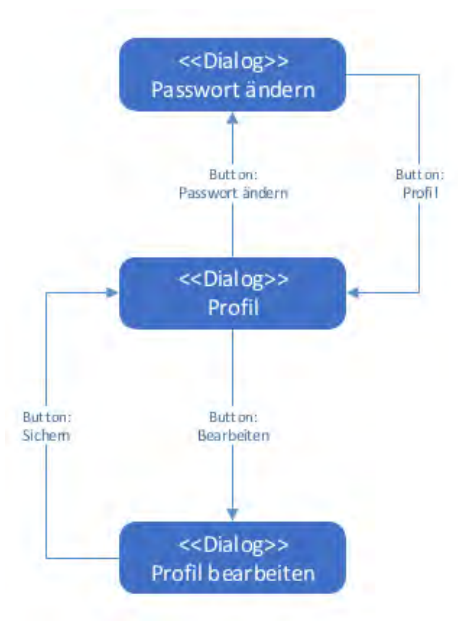 <<Dialog>>
Passwort ändern
Button:
Passwort ändern
Button:
Profil
<<Dialog>>
Profil
Button:
Sichern
Button:
Bearbeiten
<<Dialog>>
Profil bearbeiten